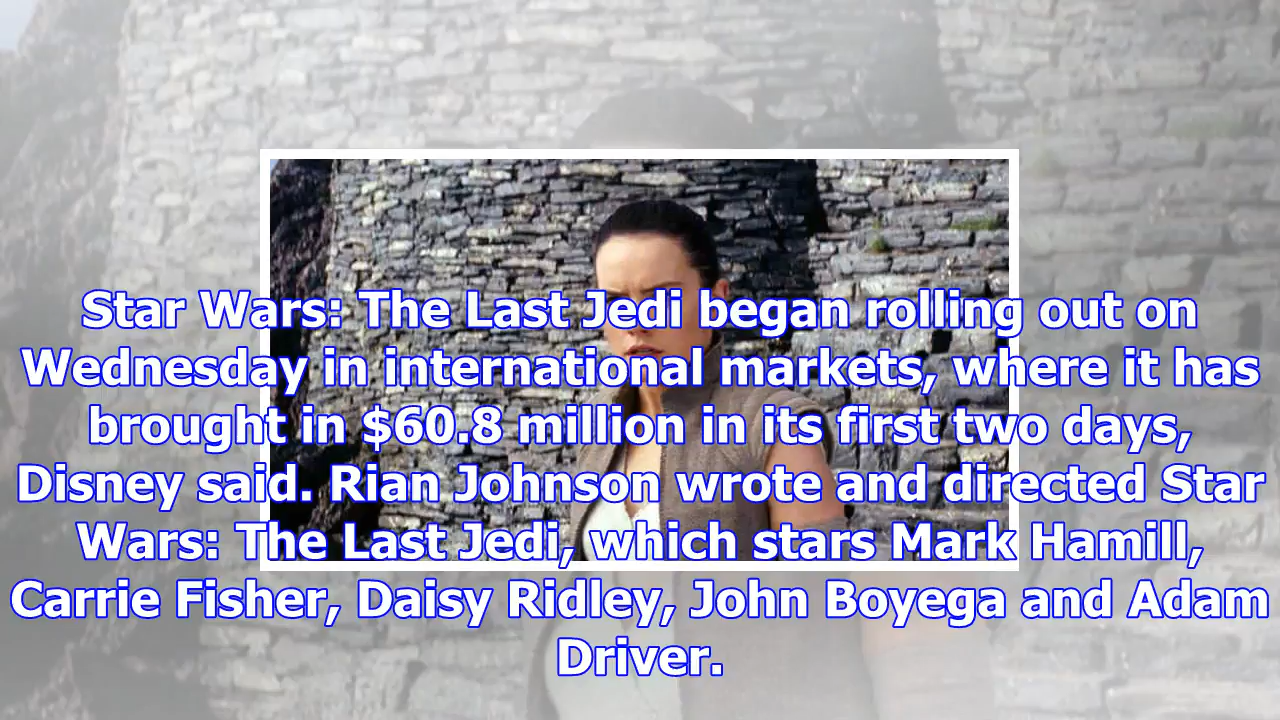 Star Wars: The Last Jedi began rolling out on
Wednesday in international markets, where it has
brought in $60.8 million in its first two days,
Disney said. Rian Johnson wrote and directed Star
Wars: The Last Jedi, which stars Mark Hamill,
Carrie Fisher, Daisy Ridley, John Boyega and Adam
Driver.